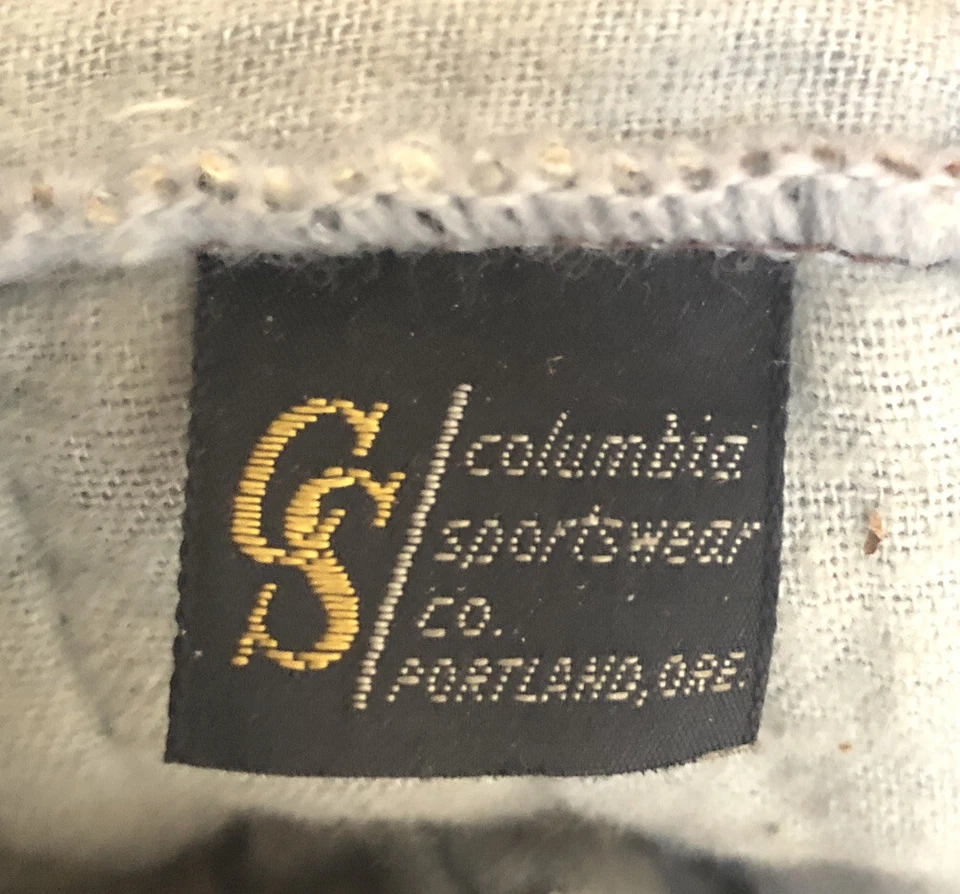 CS
columbia
sportswear
co.
PORTLAND, ORE.